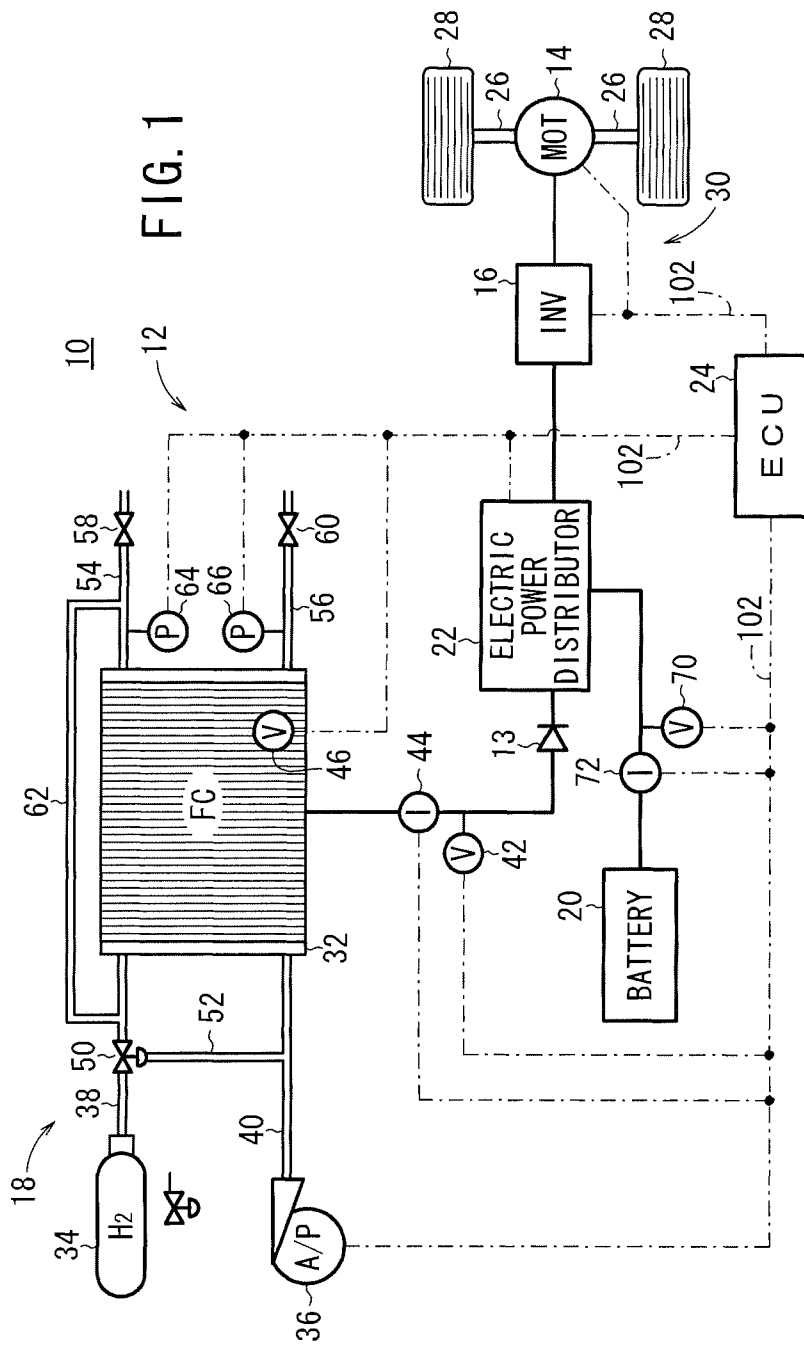 FIG. 1
10
12
18
62
54
58
38
50
34
H2
52
FC
P
64
P
66
60
56
V
46
32
40
A/P
36
44
I
V
42
13
22
ELECTRIC
POWER
DISTRIBUTOR
16
INV
28
26
14
MOT
26
28
30
102
102
24
ECU
102
72
I
V
70
20
BATTERY